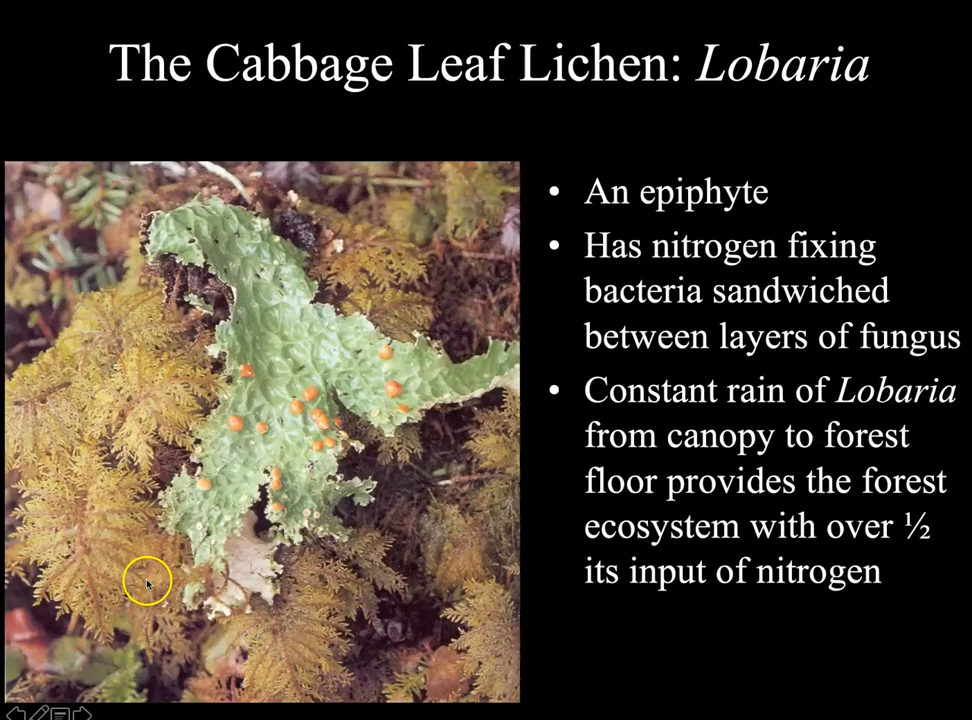 The Cabbage Leaf Lichen: Lobaria
• An epiphyte
• Has nitrogen fixing
bacteria sandwiched
between layers of fungus
• Constant rain of Lobaria
from canopy to forest
floor provides the forest
ecosystem with over ½
its input of nitrogen